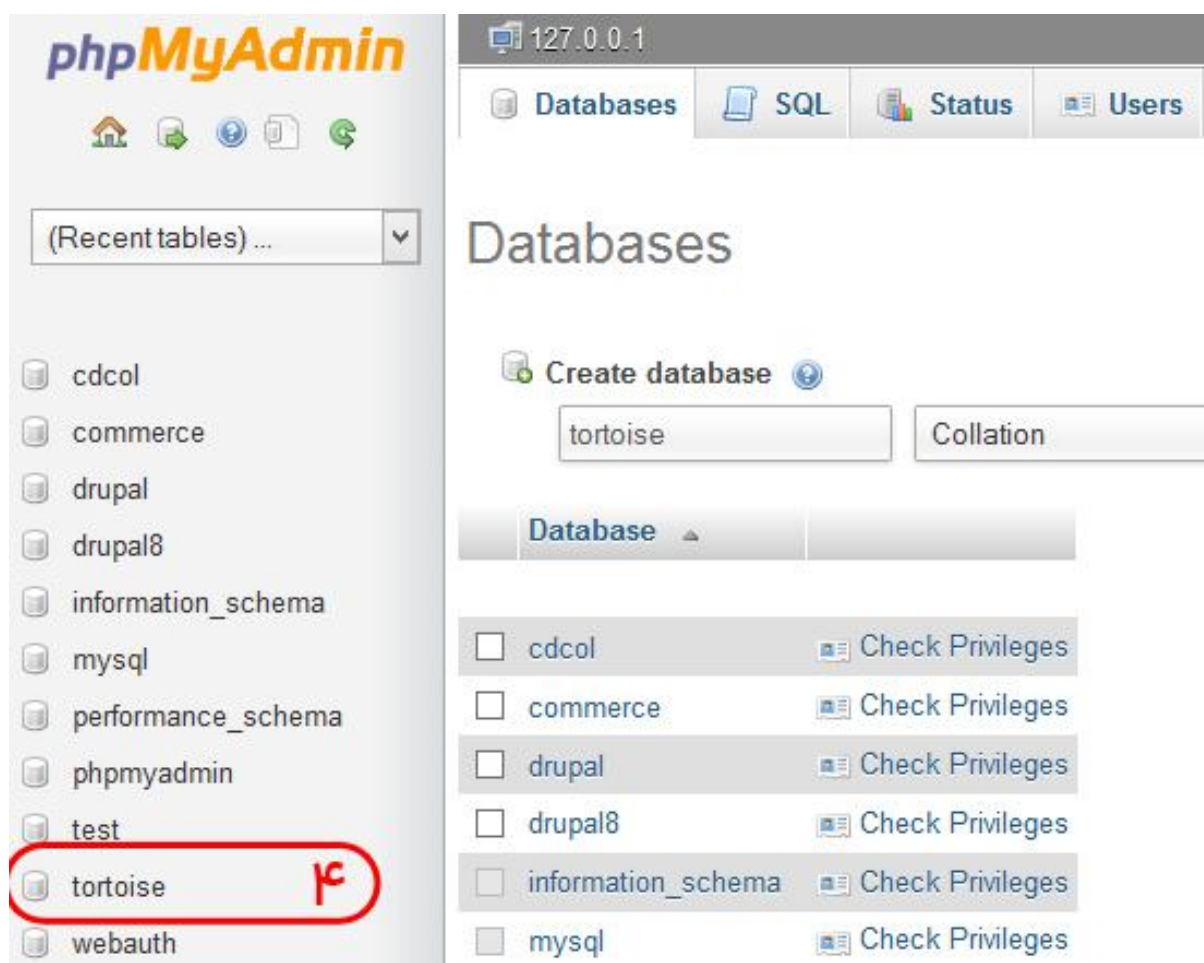 phpMyAdmin
(Recent tables) ...
cdcol
commerce
drupal
drupal8
information_schema
mysql
performance_schema
phpmyadmin
test
tortoise ۴
webauth
127.0.0.1
Databases SQL Status Users
Databases
Create database
tortoise Collation
Database
cdcol Check Privileges
commerce Check Privileges
drupal Check Privileges
drupal8 Check Privileges
information_schema Check Privileges
mysql Check Privileges